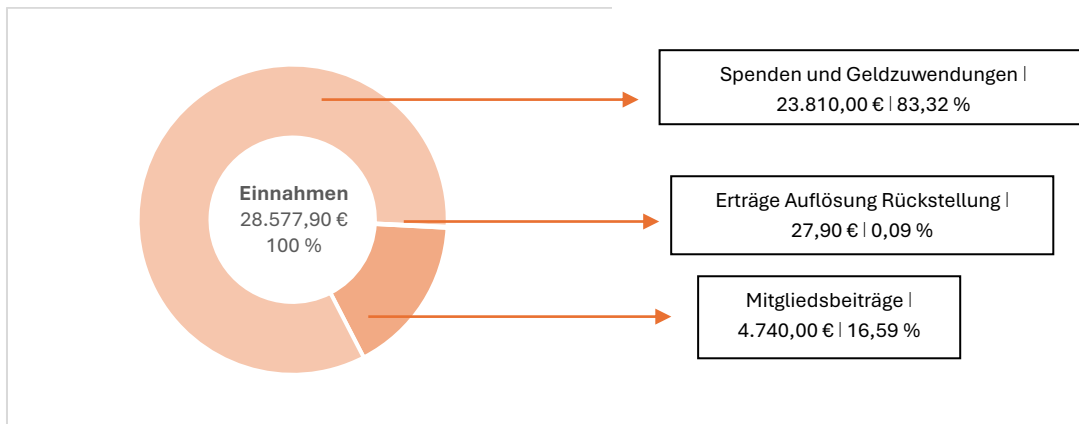 Spenden und Geldzuwendungen |
23.810,00 € | 83,32 %
Einnahmen
28.577,90 €
100 %
Erträge Auflösung Rückstellung |
27,90 € | 0,09 %
Mitgliedsbeiträge |
4.740,00 € | 16,59 %